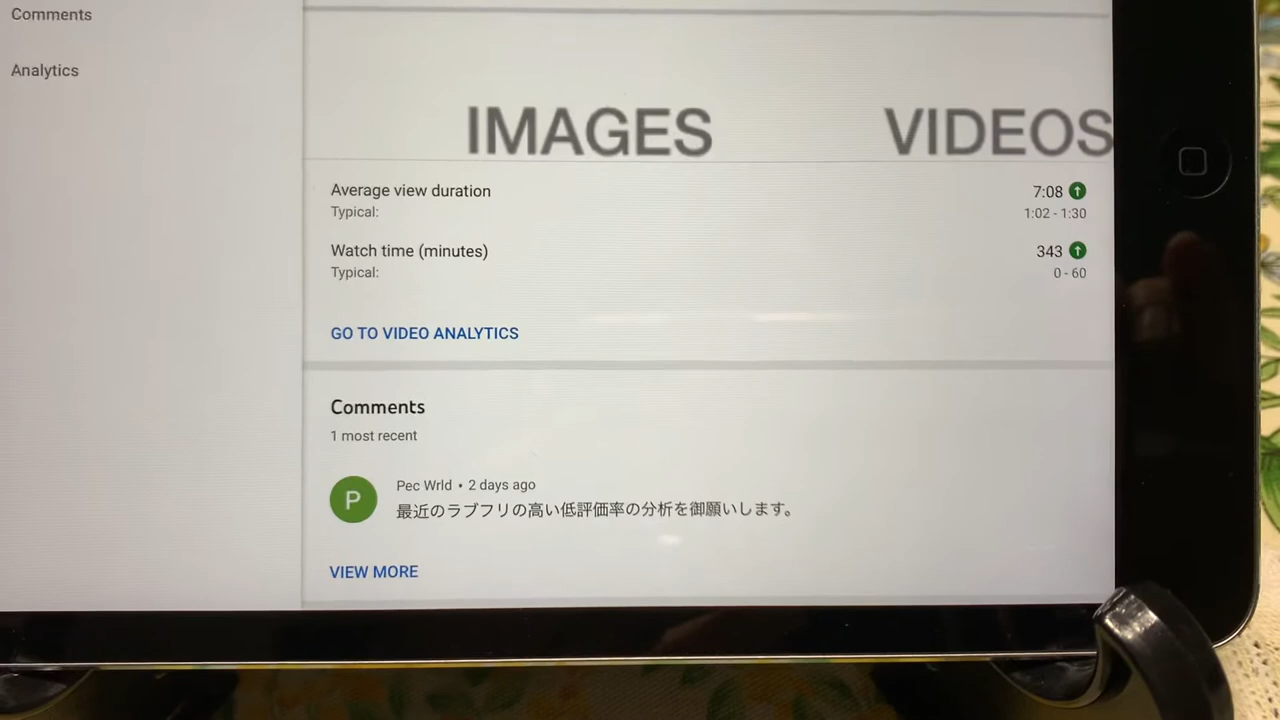 Comments
Analytics
IMAGES VIDEOS
Average view duration 7:08
Typical: 1:02 - 1:30
Watch time (minutes) 343
Typical: 0 - 60
GO TO VIDEO ANALYTICS
Comments
1 most recent
P
Pec Wrld • 2 days ago
最近のラブフリの高い低評価率の分析を御願いします。
VIEW MORE